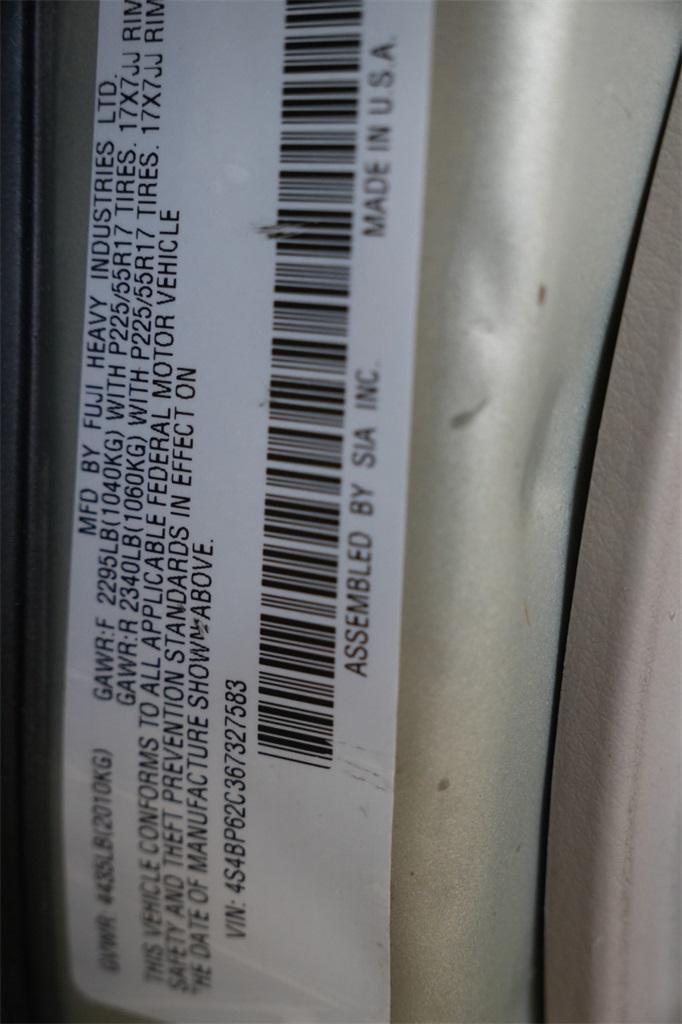 MFD BY FUJI HEAVY INDUSTRIES LTD.
GVWR: 4435LB(2010KG) GAWR:F 2295LB(1040KG) WITH P225/55R17 TIRES. 17X7JJ RIM
GAWR:R 2340LB(1060KG) WITH P225/55R17 TIRES. 17X7JJ RIM
THIS VEHICLE CONFORMS TO ALL APPLICABLE FEDERAL MOTOR VEHICLE
SAFETY AND THEFT PREVENTION STANDARDS IN EFFECT ON
THE DATE OF MANUFACTURE SHOWN ABOVE.
VIN: 4S4BP62C367327583
ASSEMBLED BY SIA INC. MADE IN U.S.A.